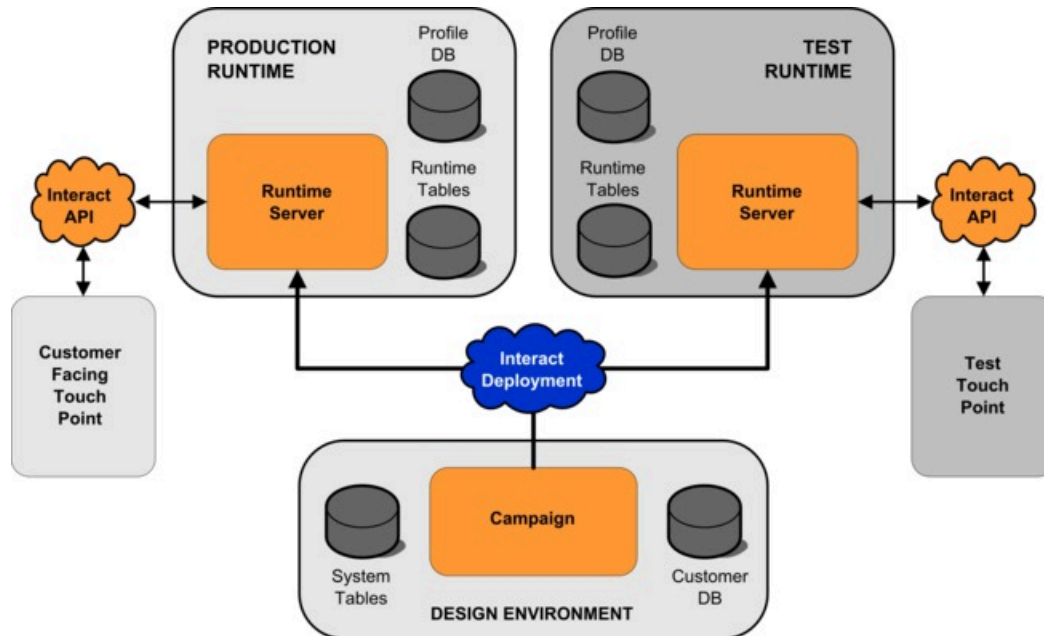 PRODUCTION
RUNTIME
Profile
DB
Runtime
Tables
Runtime
Server
Interact
API
Customer
Facing
Touch
Point
Profile
DB
TEST
RUNTIME
Runtime
Tables
Runtime
Server
Interact
API
Test
Touch
Point
Interact
Deployment
Campaign
System
Tables
Customer
DB
DESIGN ENVIRONMENT